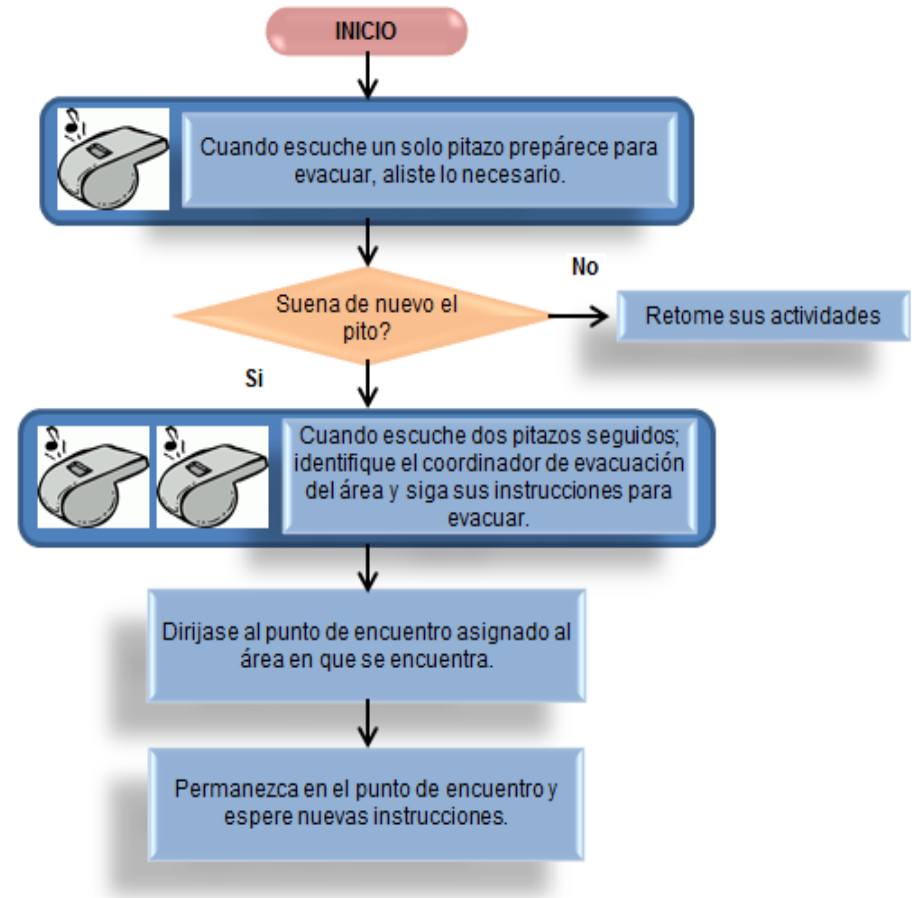 INICIO
Cuando escuche un solo pitazo prepárece para
evacuar, aliste lo necesario.
No
Suena de nuevo el
pito?
Retome sus actividades
Si
Cuando escuche dos pitazos seguidos;
identifique el coordinador de evacuación
del área y siga sus instrucciones para
evacuar.
Dirijase al punto de encuentro asignado al
área en que se encuentra.
Permanezca en el punto de encuentro y
espere nuevas instrucciones.